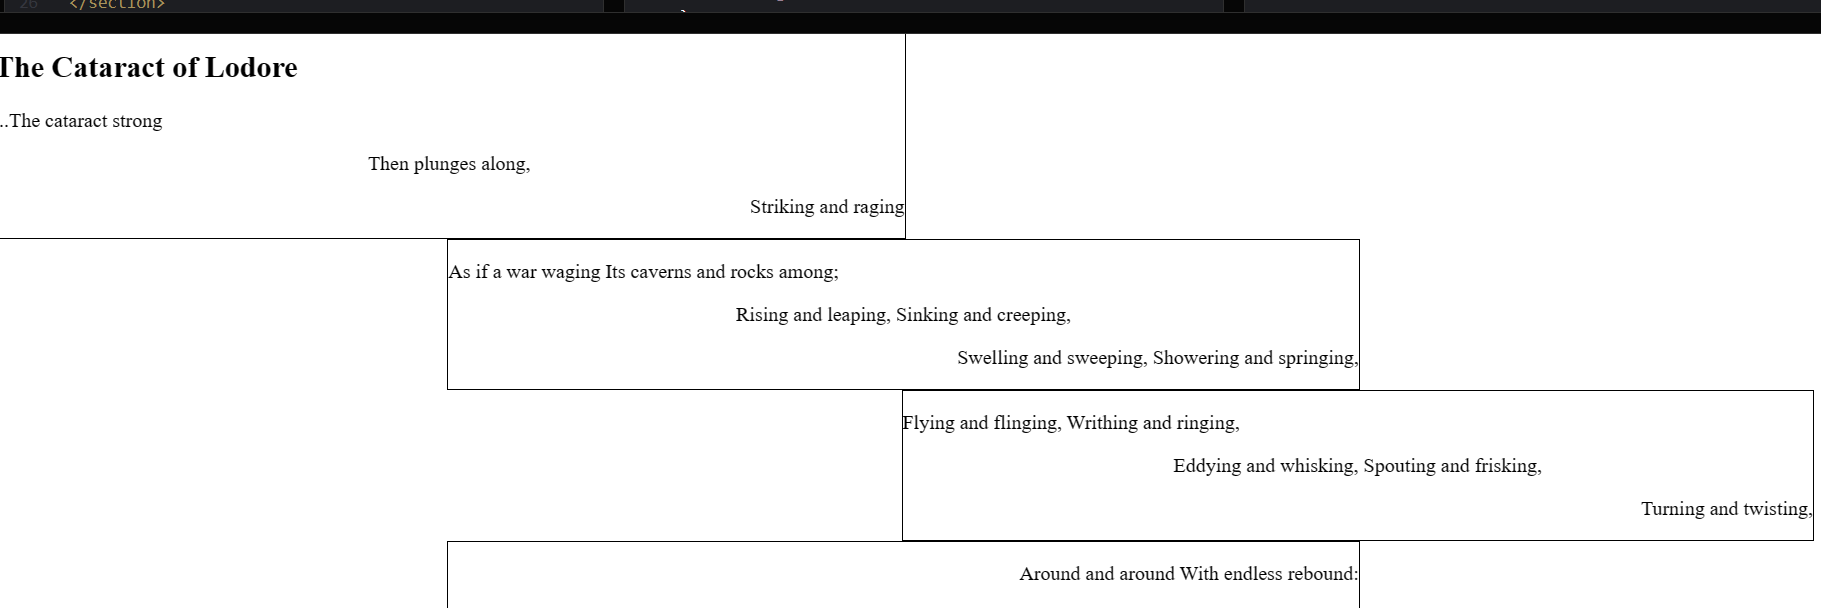 26 </section>
}
The Cataract of Lodore
..The cataract strong
Then plunges along,
Striking and raging
As if a war waging Its caverns and rocks among;
Rising and leaping, Sinking and creeping,
Swelling and sweeping, Showering and springing,
Flying and flinging, Writhing and ringing,
Eddying and whisking, Spouting and frisking,
Turning and twisting,
Around and around With endless rebound: